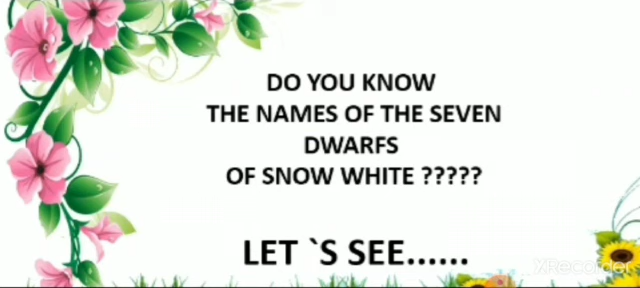 DO YOU KNOW
THE NAMES OF THE SEVEN
DWARFS
OF SNOW WHITE ?????
LET `S SEE......
XRecorder